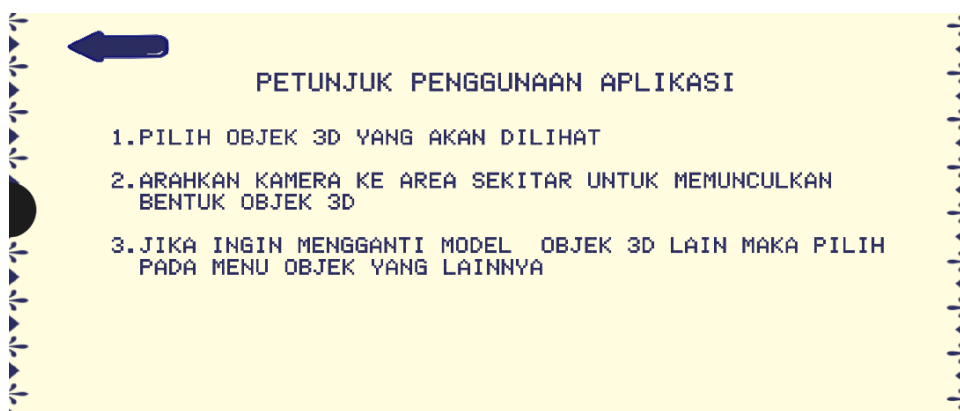 PETUNJUK PENGGUNAAN APLIKASI
1.PILIH OBJEK 3D YANG AKAN DILIHAT
2.ARAHKAN KAMERA KE AREA SEKITAR UNTUK MEMUNCULKAN
BENTUK OBJEK 3D
3.JIKA INGIN MENGGANTI MODEL  OBJEK 3D LAIN MAKA PILIH
PADA MENU OBJEK YANG LAINNYA